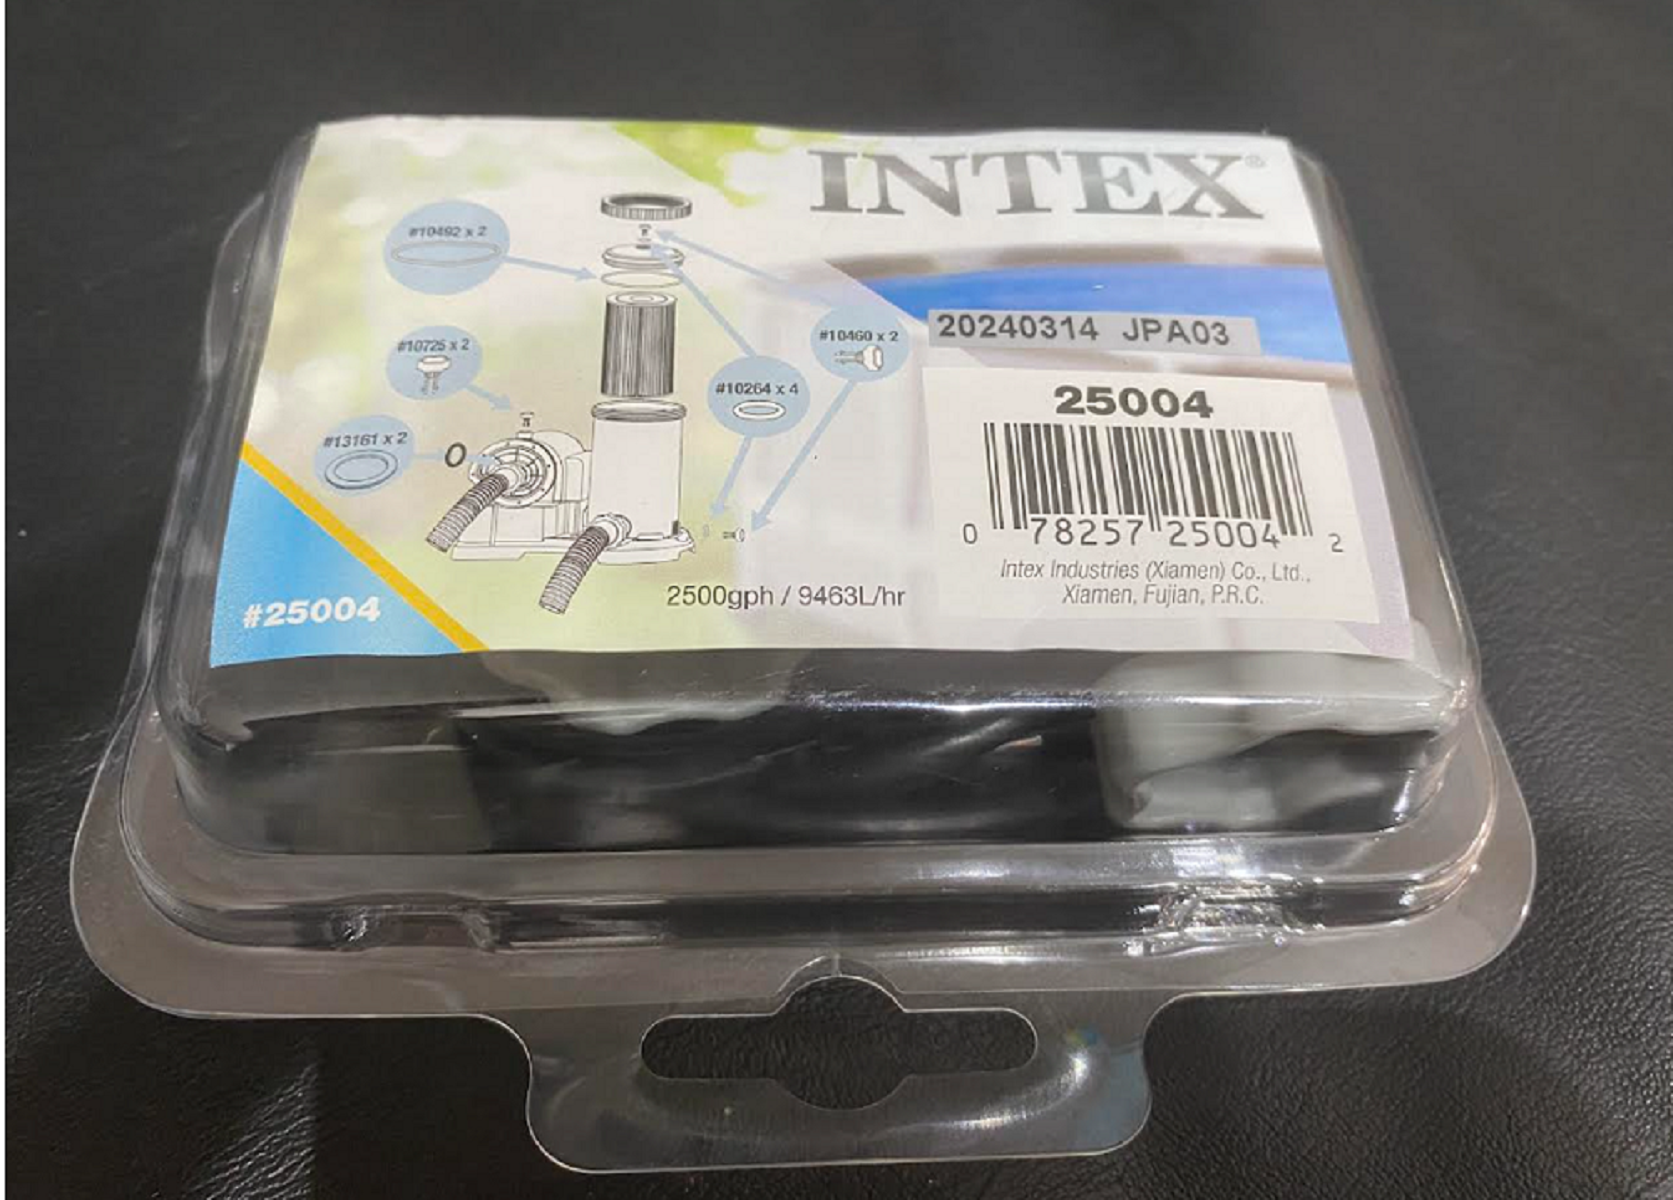 INTEX®
#10492 x 2
20240314 JPA03
#10725 x 2
#10460 x 2
#10264 x 4
25004
#13161 x 2
0 78257 25004 2
Intex Industries (Xiamen) Co., Ltd.,
Xiamen, Fujian, P.R.C.
2500gph / 9463L/hr
#25004